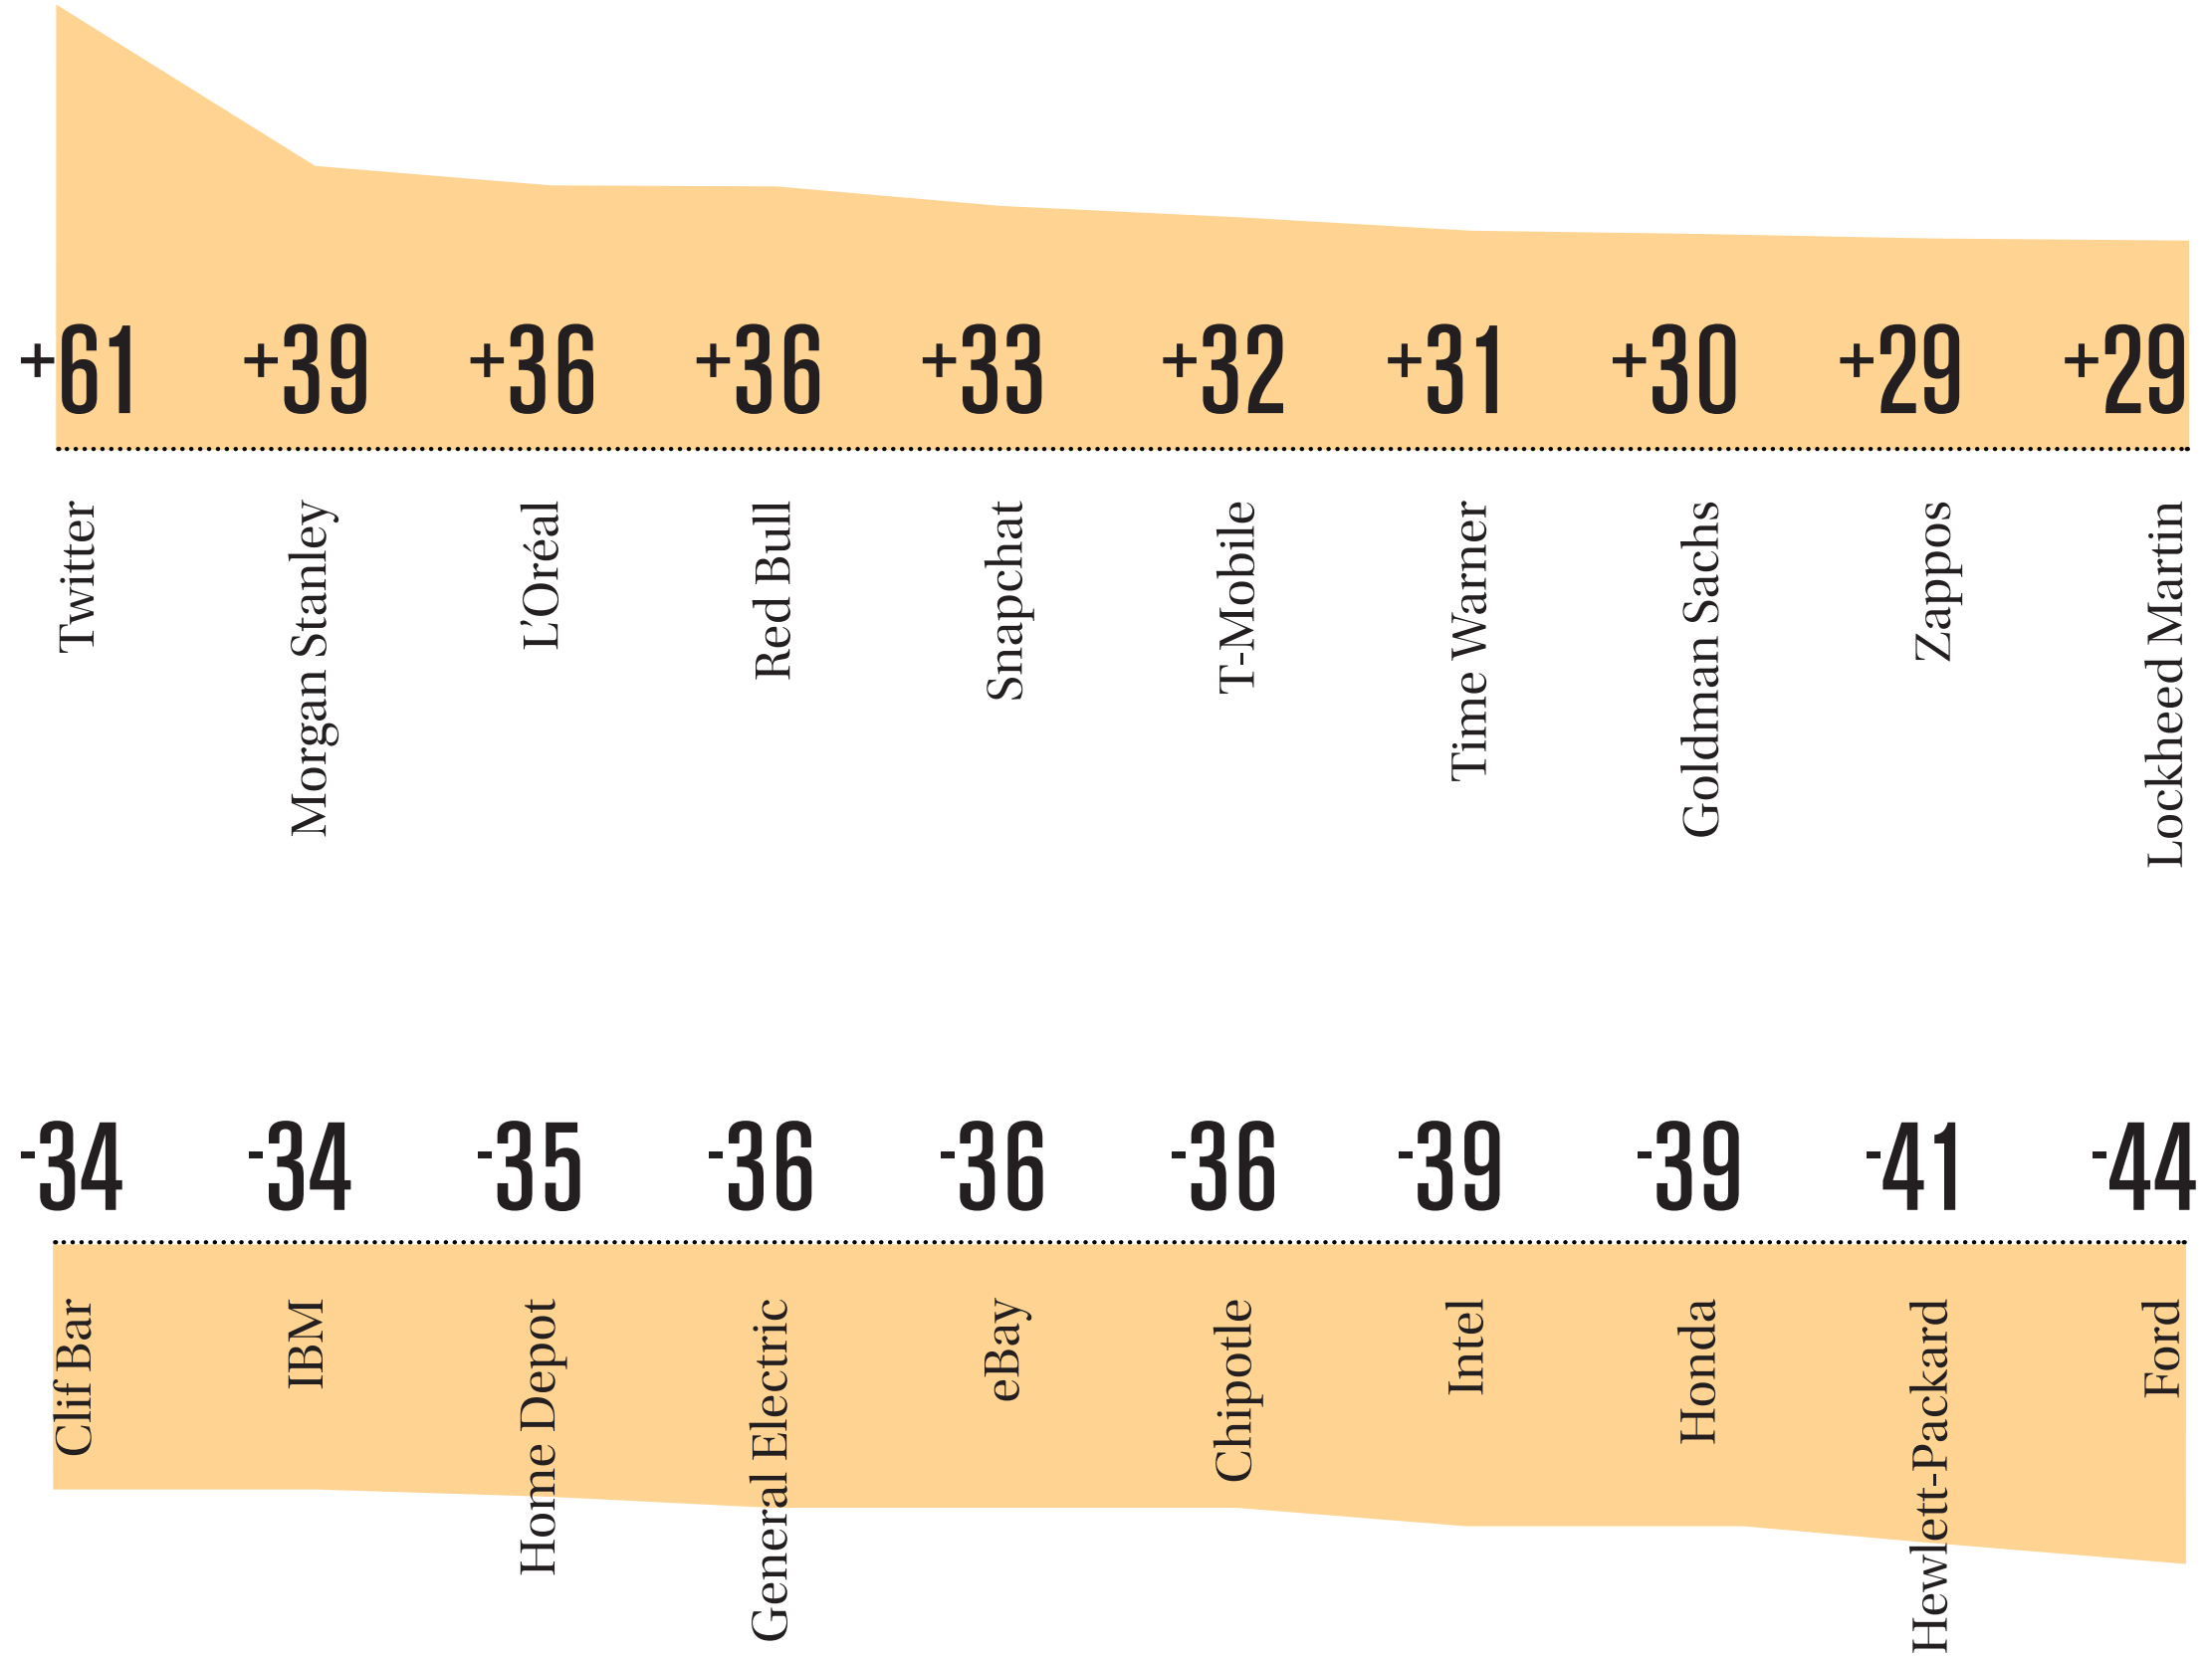 +61 +39 +36 +36 +33 +32 +31 +30 +29 +29
Twitter
Morgan Stanley
L’Oréal
Red Bull
Snapchat
T-Mobile
Time Warner
Goldman Sachs
Zappos
Lockheed Martin
-34 -34 -35 -36 -36 -36 -39 -39 -41 -44
Clif Bar
IBM
Home Depot
General Electric
eBay
Chipotle
Intel
Honda
Hewlett-Packard
Ford